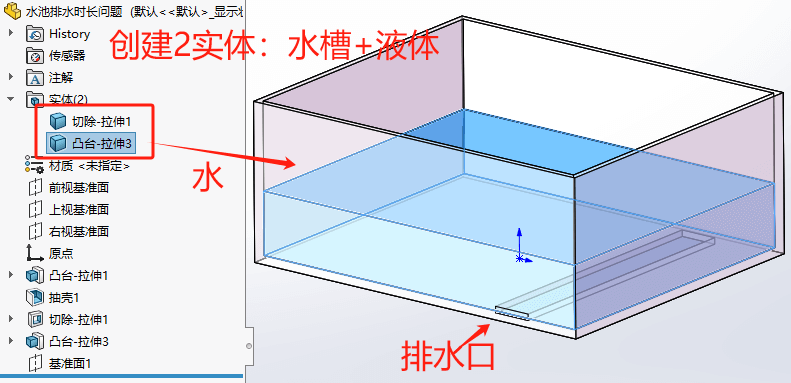 水池排水时长问题 (默认<<默认>_显示状
History
传感器
注解
实体(2)
切除-拉伸1
凸台-拉伸3
材质 <未指定>
前视基准面
上视基准面
右视基准面
原点
凸台-拉伸1
抽壳1
切除-拉伸1
凸台-拉伸3
基准面1
创建2实体：水槽+液体
水
排水口